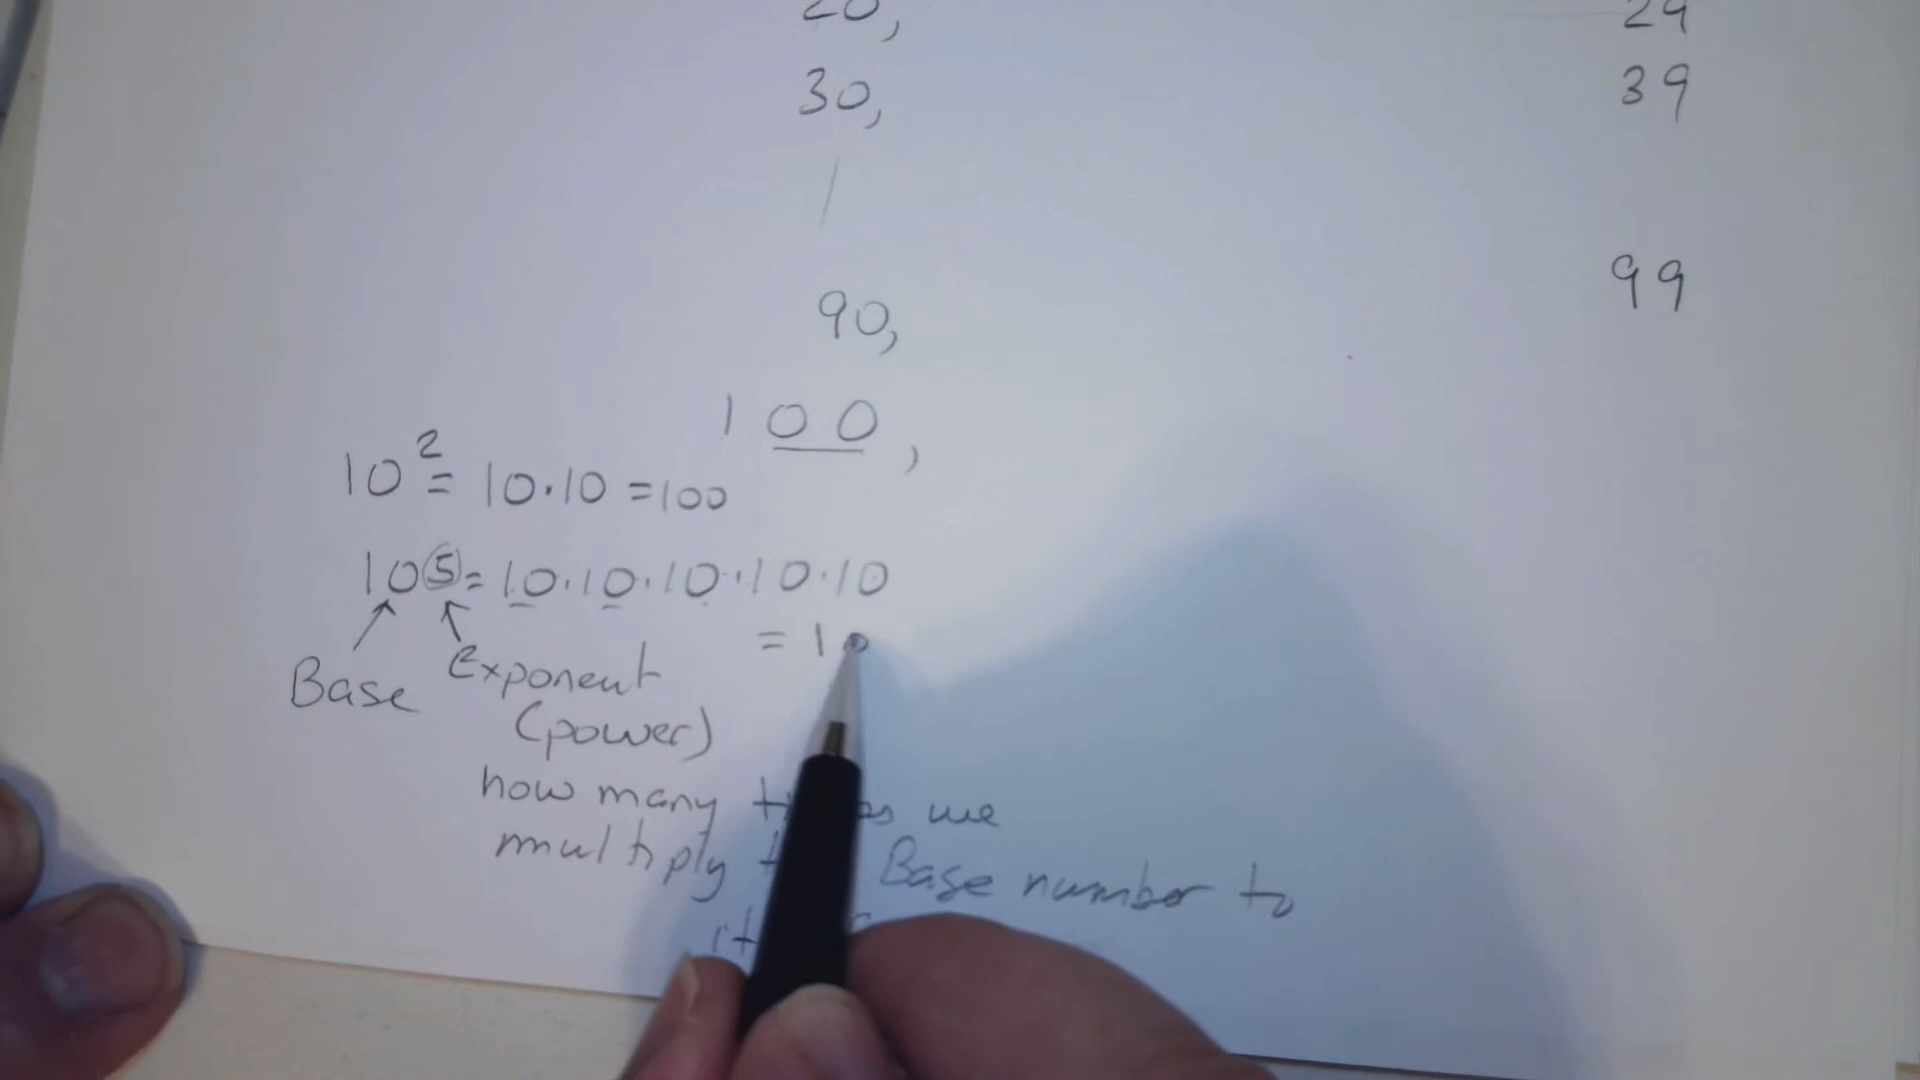 20, 29
30, 39
90, 99
100,
10² = 10·10 = 100
10⁵ = 10·10·10·10·10
= 10
Base exponent
(power)
how many we
multiply Base number to